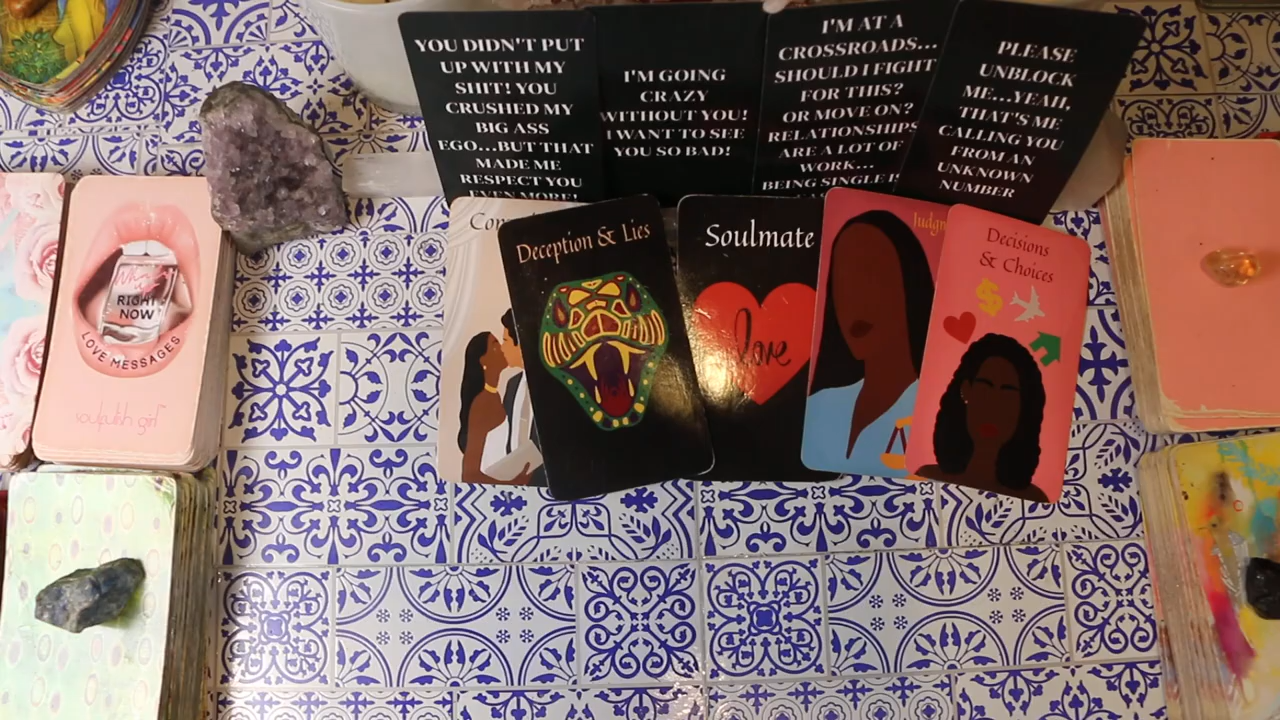 YOU DIDN'T PUT
UP WITH MY
SHIT! YOU
CRUSHED MY
BIG ASS
EGO...BUT THAT
MADE ME
RESPECT YOU
EVEN MORE!
I'M GOING
CRAZY
WITHOUT YOU!
I WANT TO SEE
YOU SO BAD!
I'M AT A
CROSSROADS...
SHOULD I FIGHT
FOR THIS?
OR MOVE ON?
RELATIONSHIPS
ARE A LOT OF
WORK...
BEING SINGLE
PLEASE
UNBLOCK
ME...YEAH,
THAT'S ME
CALLING YOU
FROM AN
UNKNOWN
NUMBER
Deception & Lies
Soulmate
love
Decisions
& Choices
RIGHT
NOW
LOVE MESSAGES